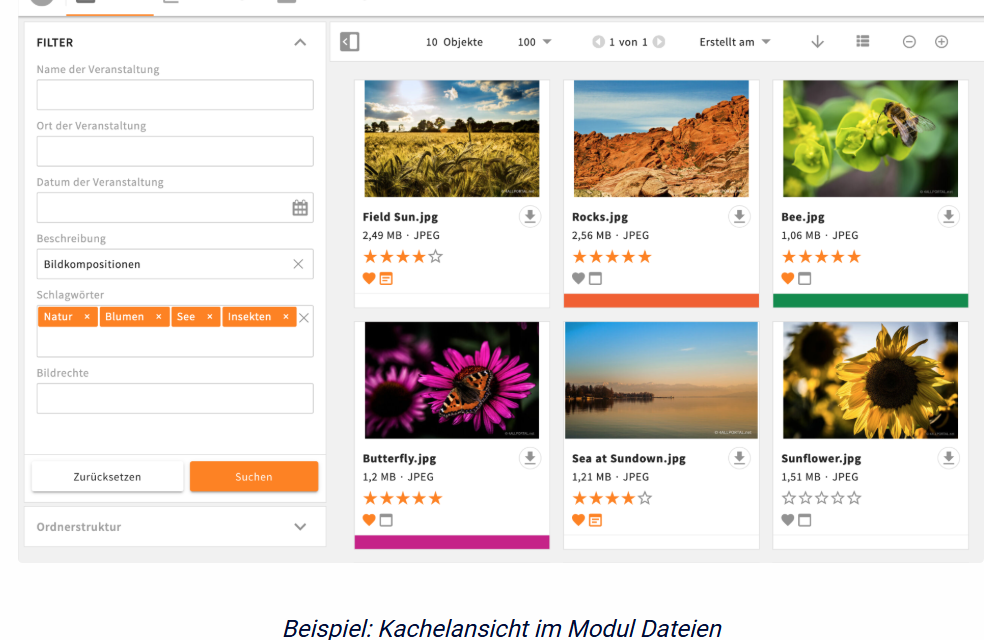 FILTER
Name der Veranstaltung
Ort der Veranstaltung
Datum der Veranstaltung
Beschreibung
Bildkompositionen
Schlagwörter
Natur × Blumen × See × Insekten ×
Bildrechte
Zurücksetzen Suchen
Ordnerstruktur
10 Objekte 100 1 von 1 Erstellt am
Field Sun.jpg
2,49 MB · JPEG
Rocks.jpg
2,56 MB · JPEG
Bee.jpg
1,06 MB · JPEG
Butterfly.jpg
1,2 MB · JPEG
Sea at Sundown.jpg
1,21 MB · JPEG
Sunflower.jpg
1,51 MB · JPEG
Beispiel: Kachelansicht im Modul Dateien